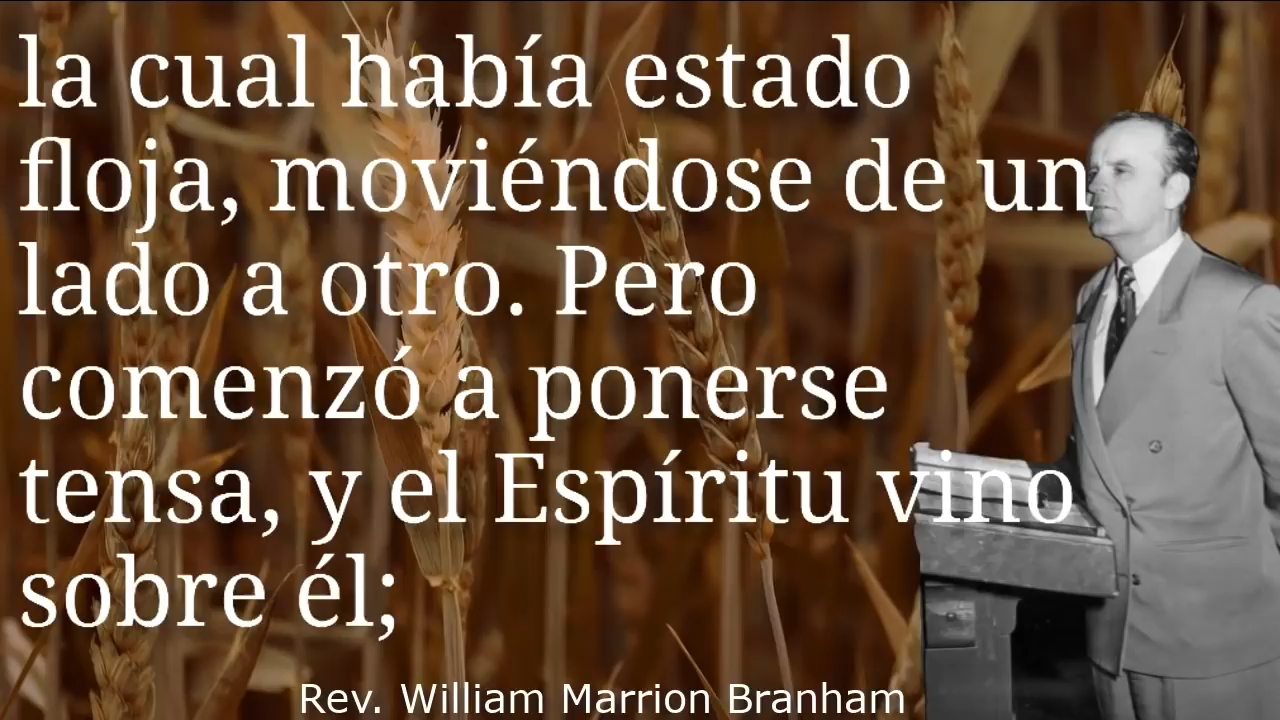 la cual había estado
floja, moviéndose de un
lado a otro. Pero
comenzó a ponerse
tensa, y el Espíritu vino
sobre él;
Rev. William Marrion Branham